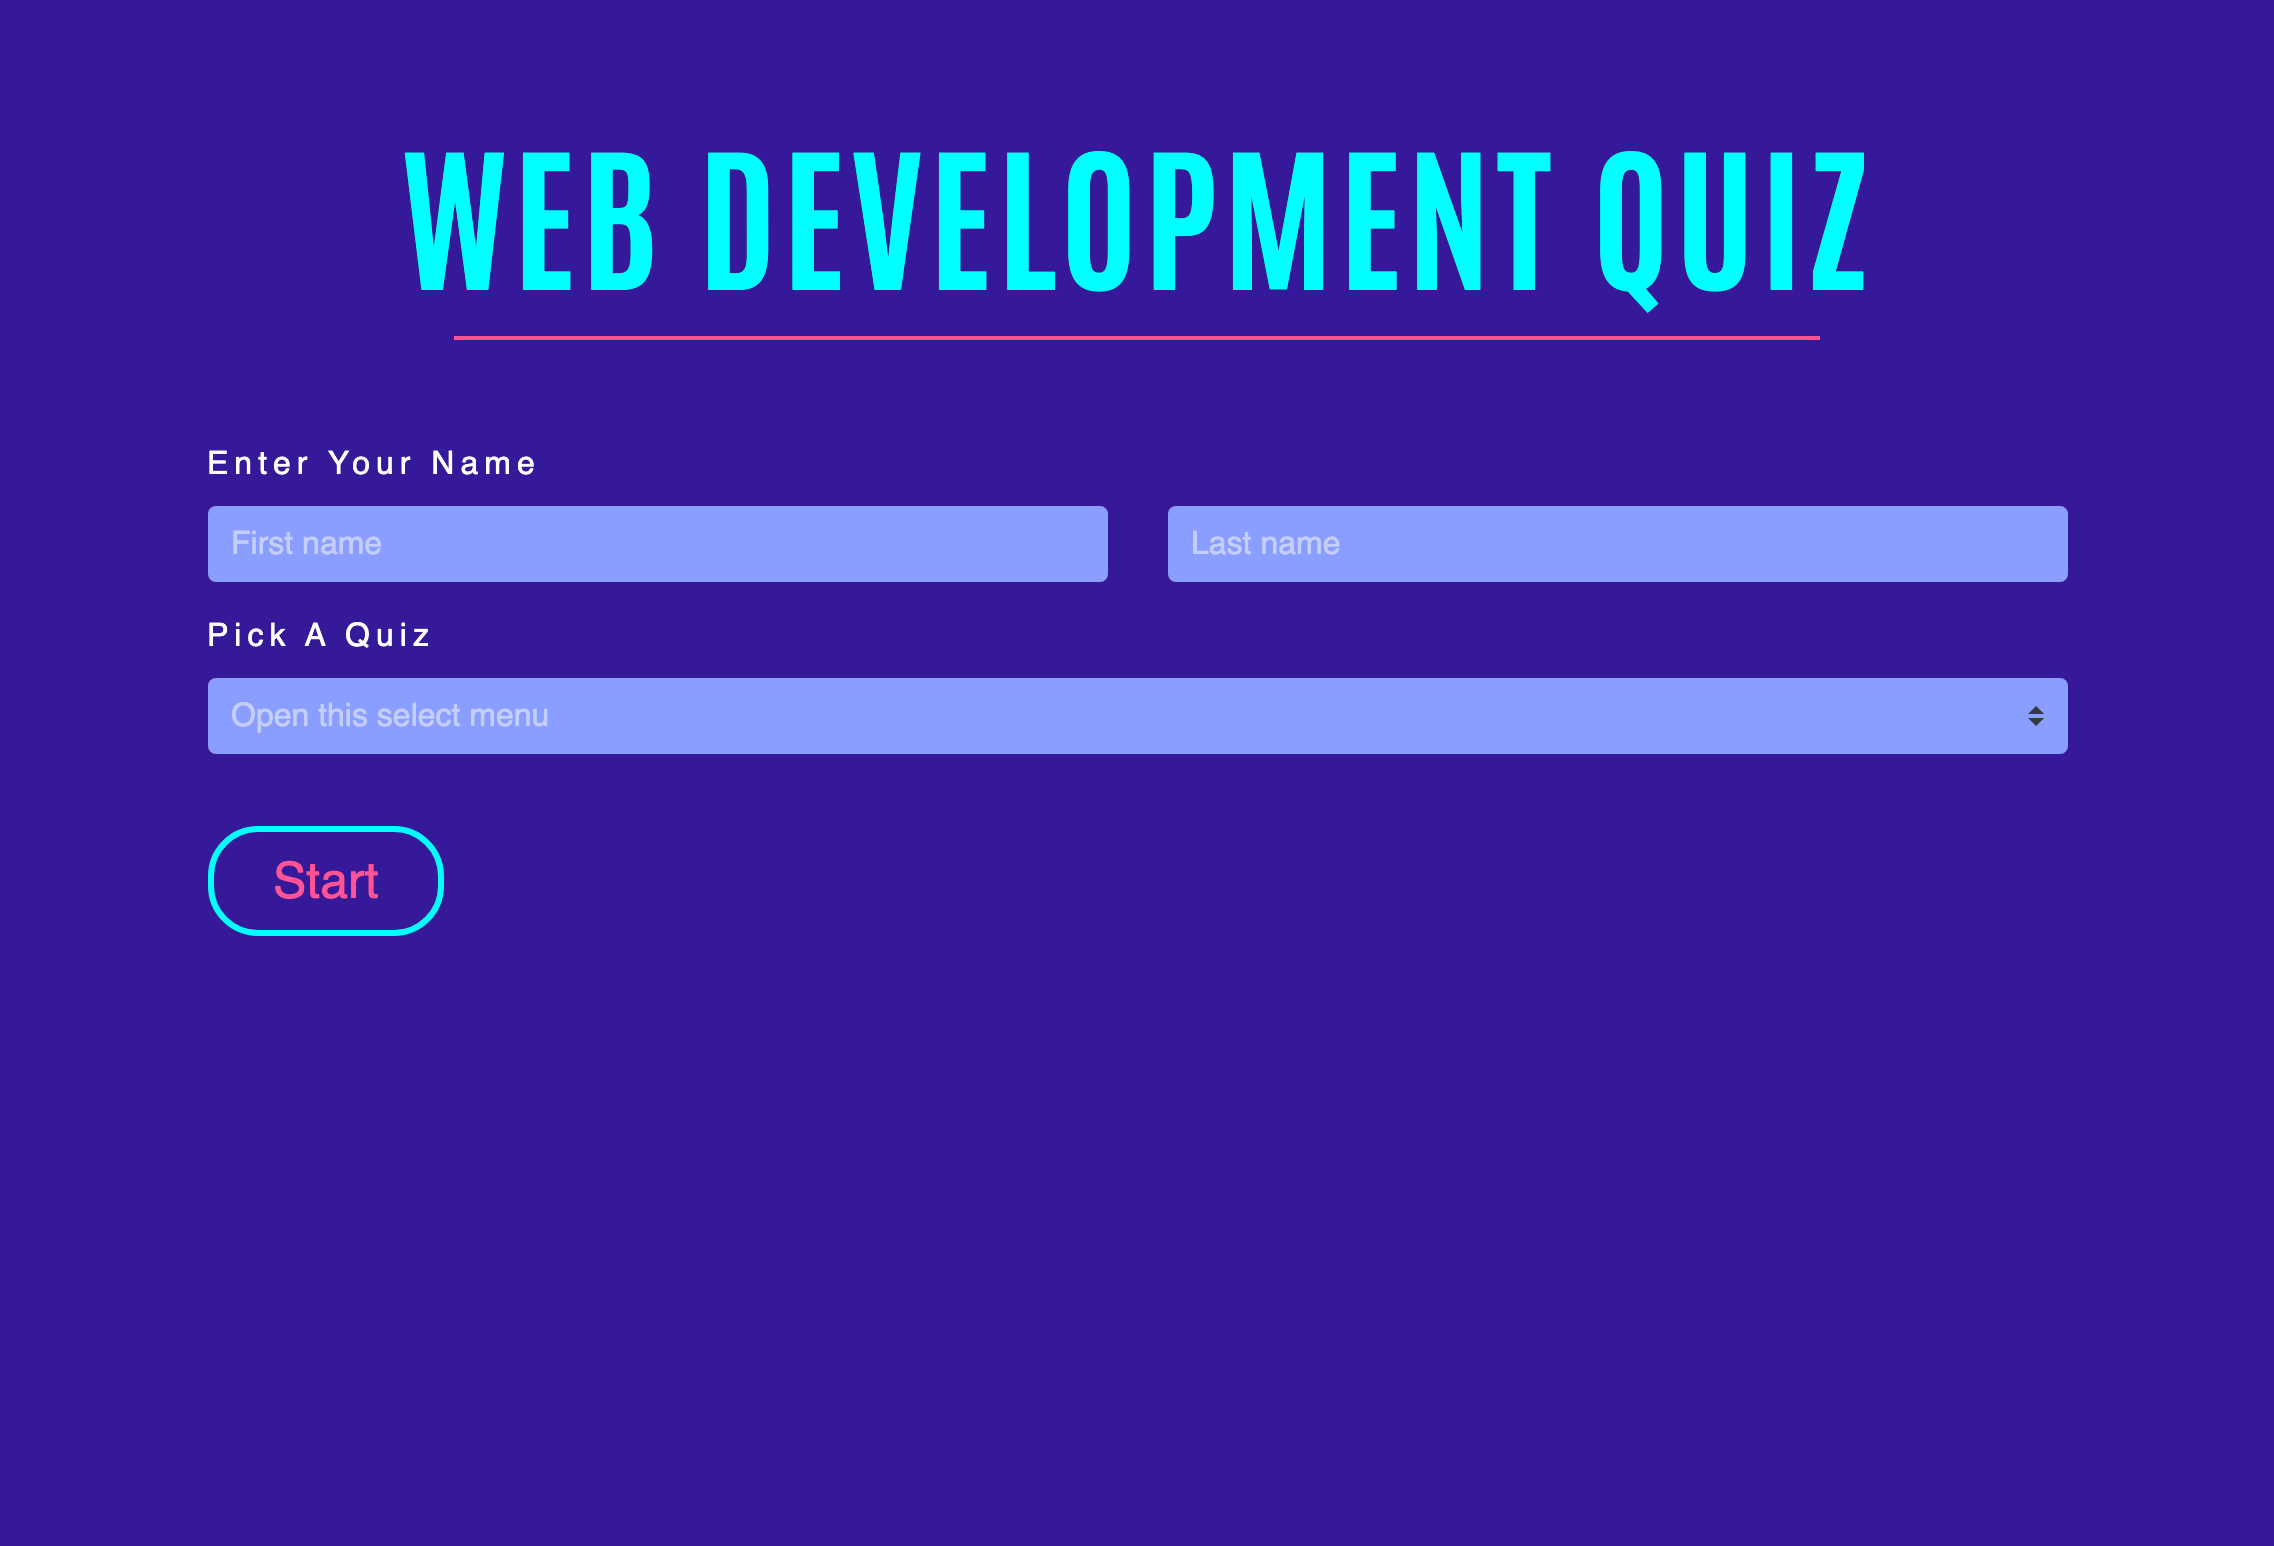 WEB DEVELOPMENT QUIZ
Enter Your Name
First name
Last name
Pick A Quiz
Open this select menu
Start